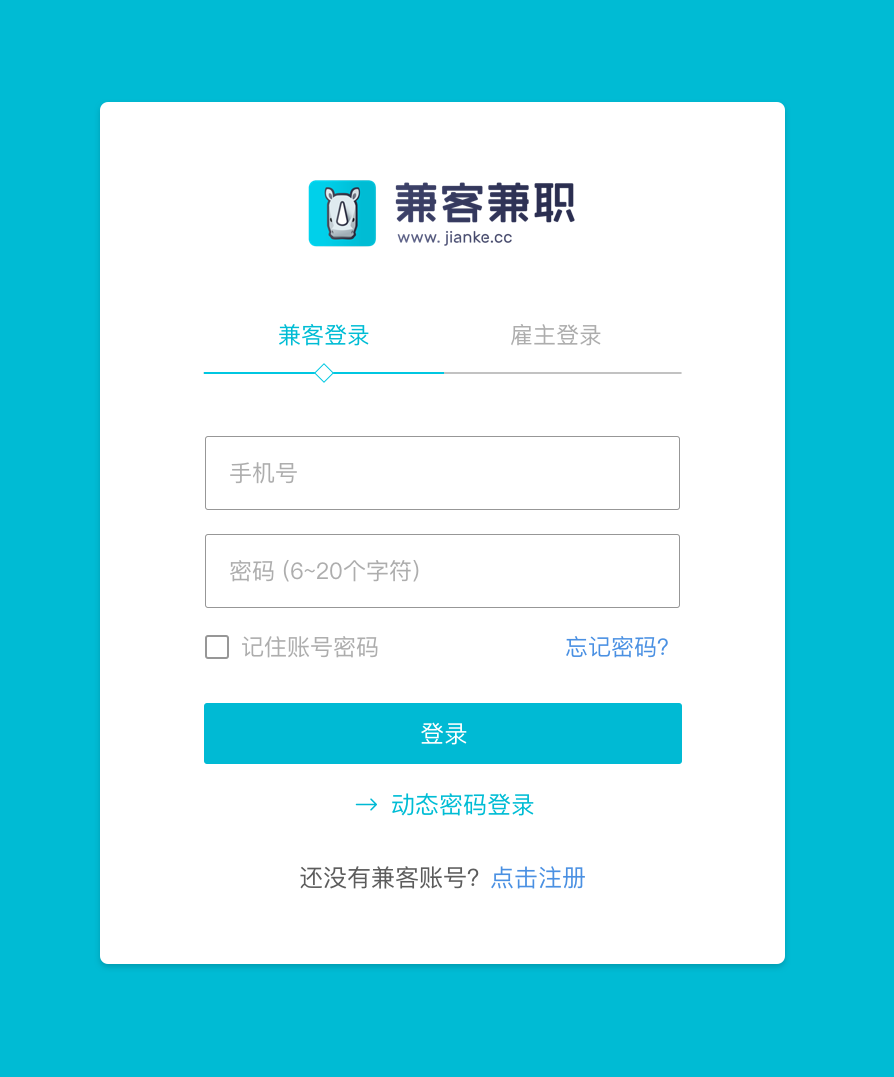 兼客兼职
www. jianke.cc
兼客登录 雇主登录
手机号
密码 (6~20个字符)
记住账号密码 忘记密码?
登录
→ 动态密码登录
还没有兼客账号? 点击注册